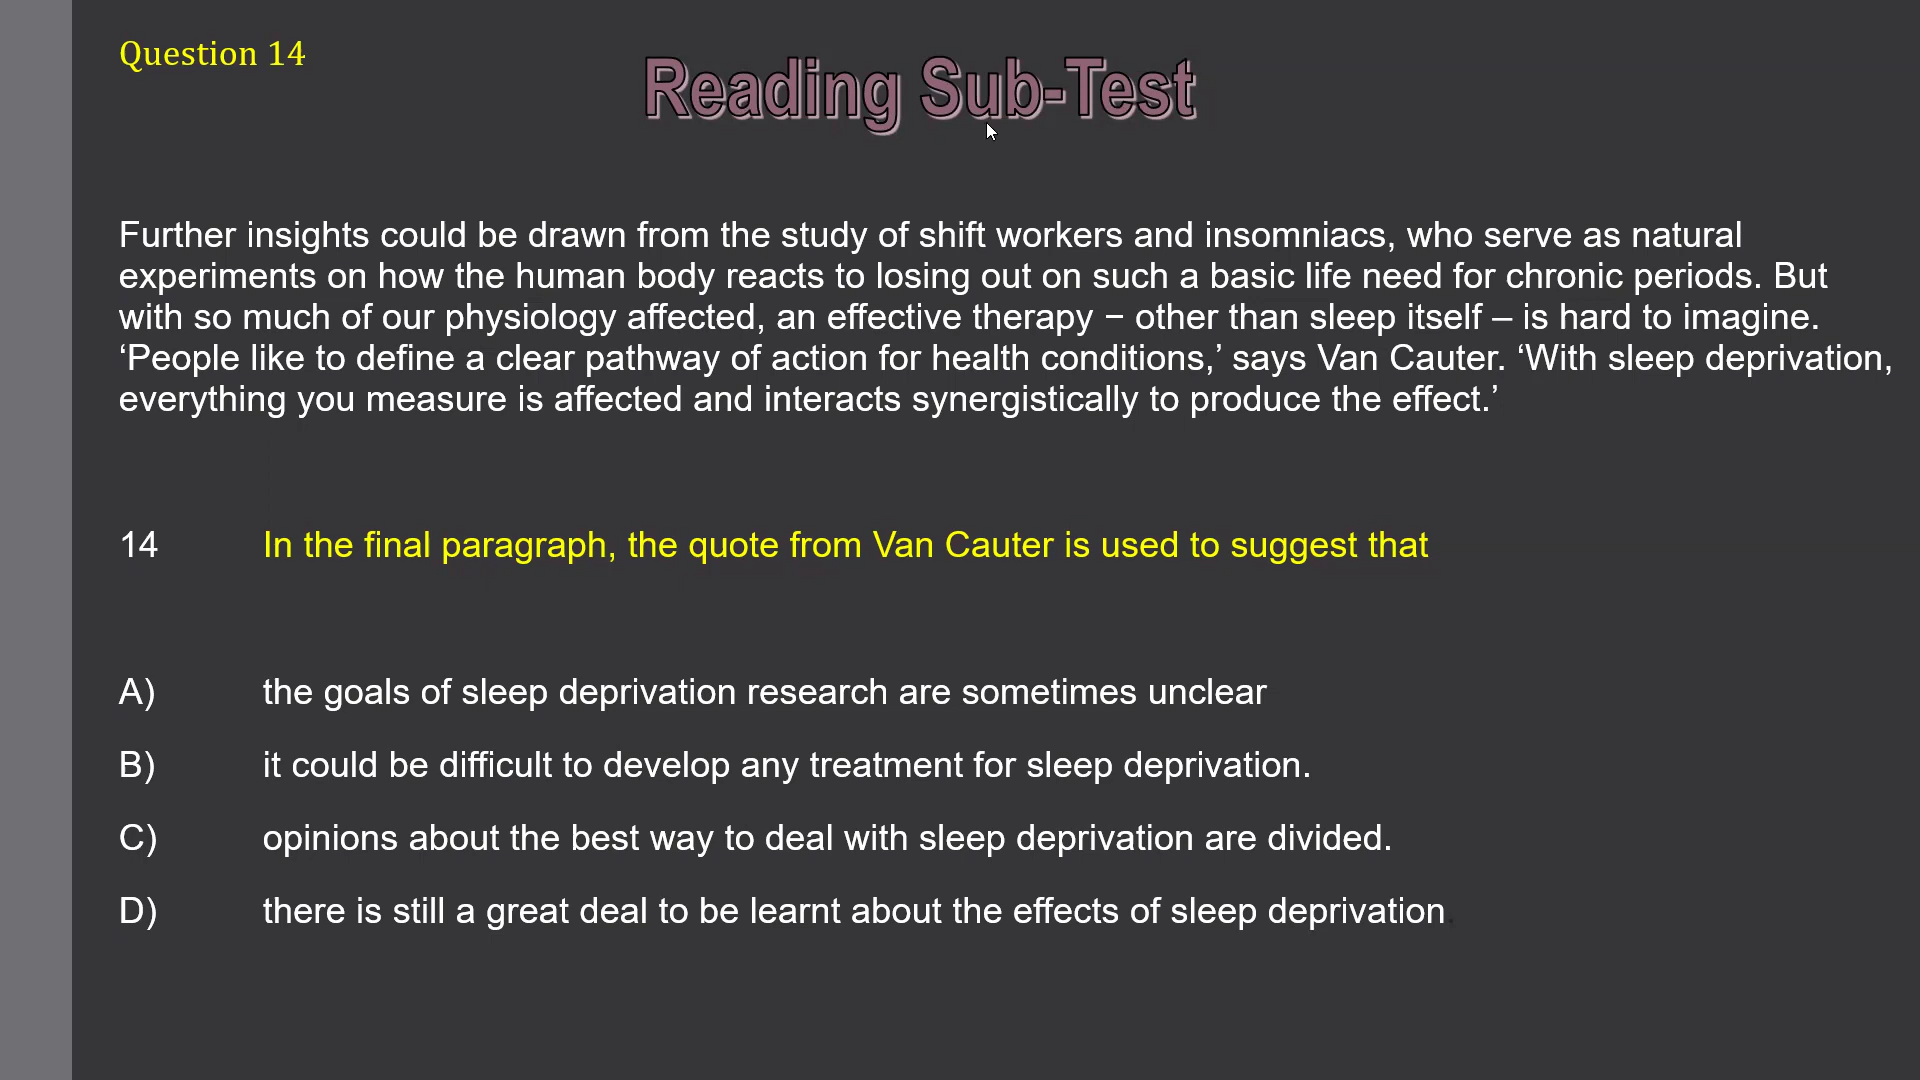 Question 14
Reading Sub-Test
Further insights could be drawn from the study of shift workers and insomniacs, who serve as natural
experiments on how the human body reacts to losing out on such a basic life need for chronic periods. But
with so much of our physiology affected, an effective therapy − other than sleep itself – is hard to imagine.
‘People like to define a clear pathway of action for health conditions,’ says Van Cauter. ‘With sleep deprivation,
everything you measure is affected and interacts synergistically to produce the effect.’
14 In the final paragraph, the quote from Van Cauter is used to suggest that
A) the goals of sleep deprivation research are sometimes unclear
B) it could be difficult to develop any treatment for sleep deprivation.
C) opinions about the best way to deal with sleep deprivation are divided.
D) there is still a great deal to be learnt about the effects of sleep deprivation.